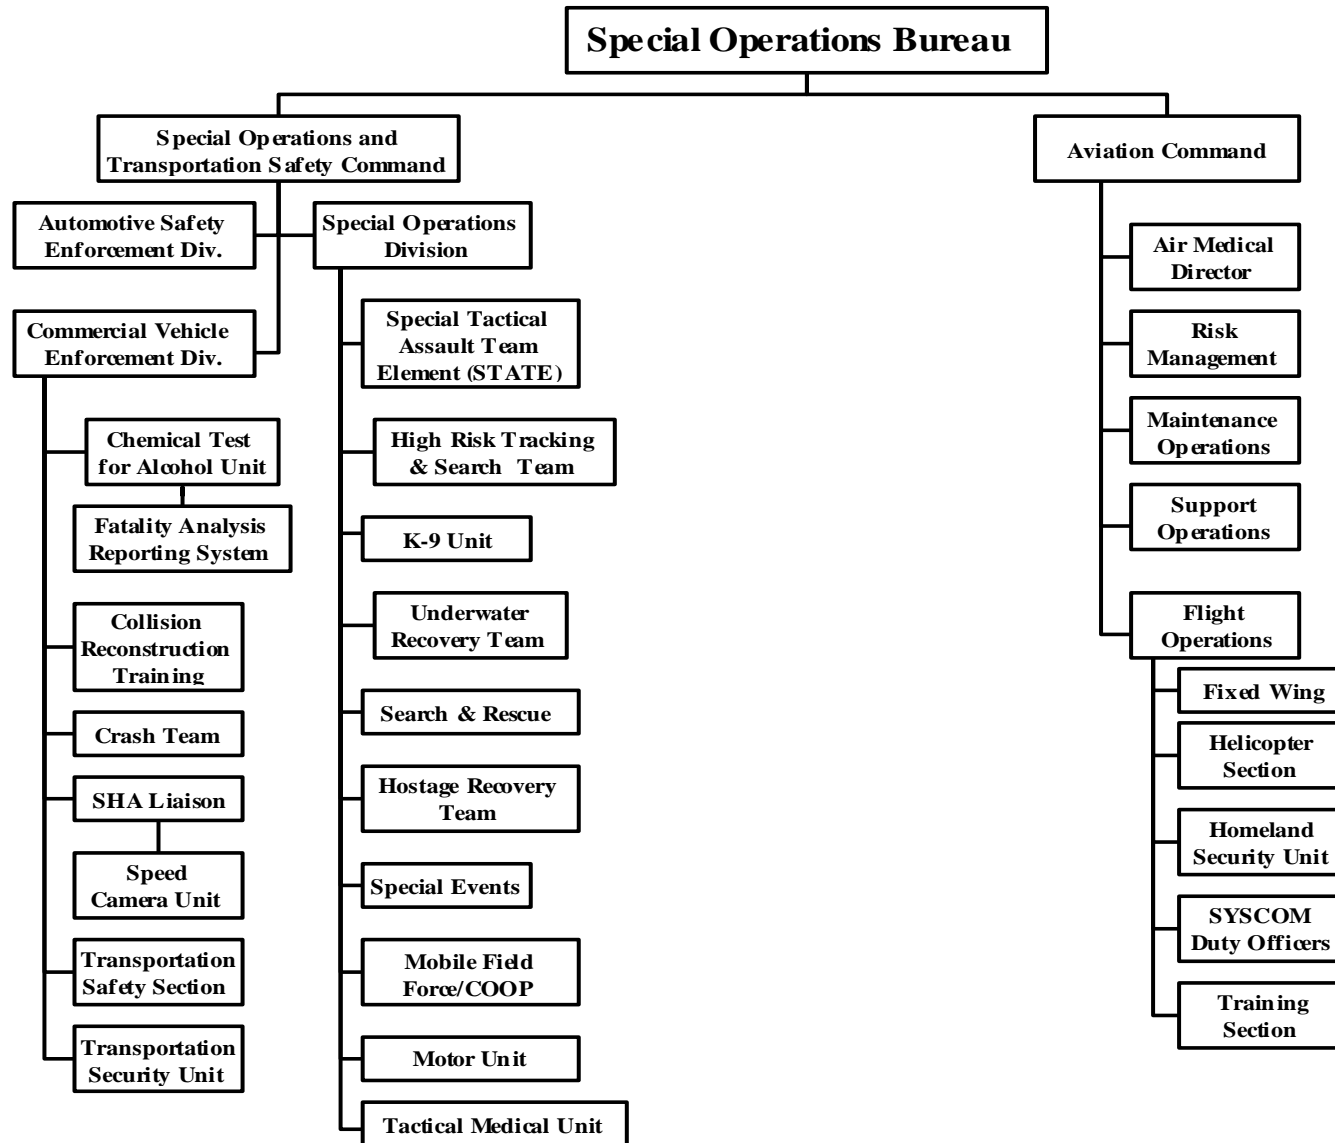 Special Operations Bureau
Special Operations and
Transportation Safety Command
Aviation Command
Automotive Safety
Enforcement Div.
Special Operations
Division
Commercial Vehicle
Enforcement Div.
Chemical Test
for Alcohol Unit
Fatality Analysis
Reporting System
Collision
Reconstruction
Training
Crash Team
SHA Liaison
Speed
Camera Unit
Transportation
Safety Section
Transportation
Security Unit
Special Tactical
Assault Team
Element (STATE)
High Risk Tracking
& Search Team
K-9 Unit
Underwater
Recovery Team
Search & Rescue
Hostage Recovery
Team
Special Events
Mobile Field
Force/COOP
Motor Unit
Tactical Medical Unit
Air Medical
Director
Risk
Management
Maintenance
Operations
Support
Operations
Flight
Operations
Fixed Wing
Helicopter
Section
Homeland
Security Unit
SYSCOM
Duty Officers
Training
Section